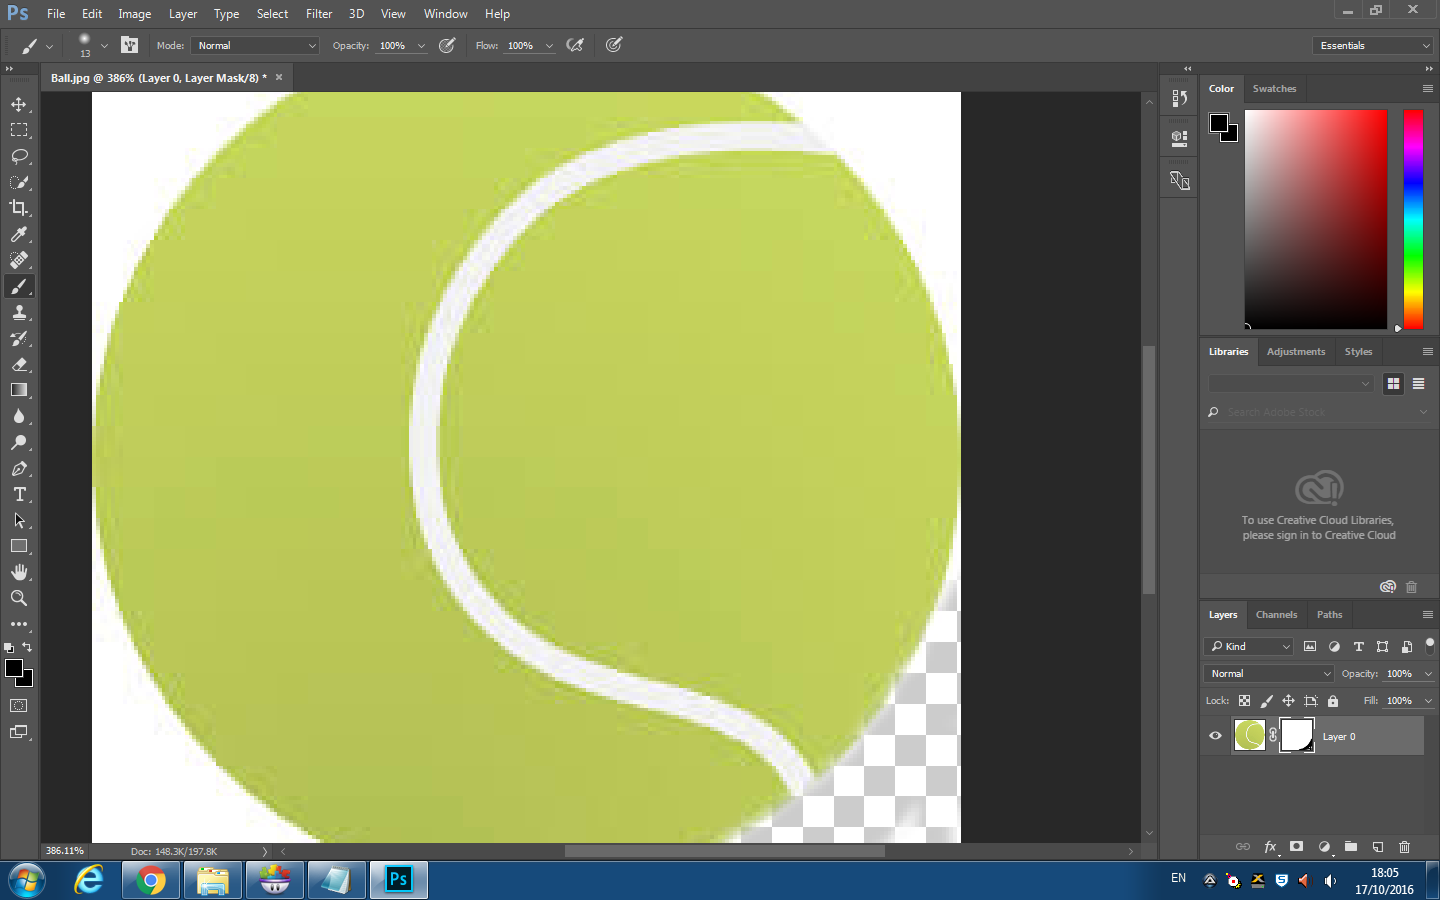 Ps File Edit Image Layer Type Select Filter 3D View Window Help
13 Mode: Normal Opacity: 100% Flow: 100% Essentials
Ball.jpg @ 386% (Layer 0, Layer Mask/8) * ×
Color Swatches
Libraries Adjustments Styles
Search Adobe Stock
To use Creative Cloud Libraries,
please sign in to Creative Cloud
Layers Channels Paths
Kind
Normal Opacity: 100%
Lock: Fill: 100%
Layer 0
fx
386.11% Doc: 148.3K/197.8K
Ps EN 18:05
17/10/2016